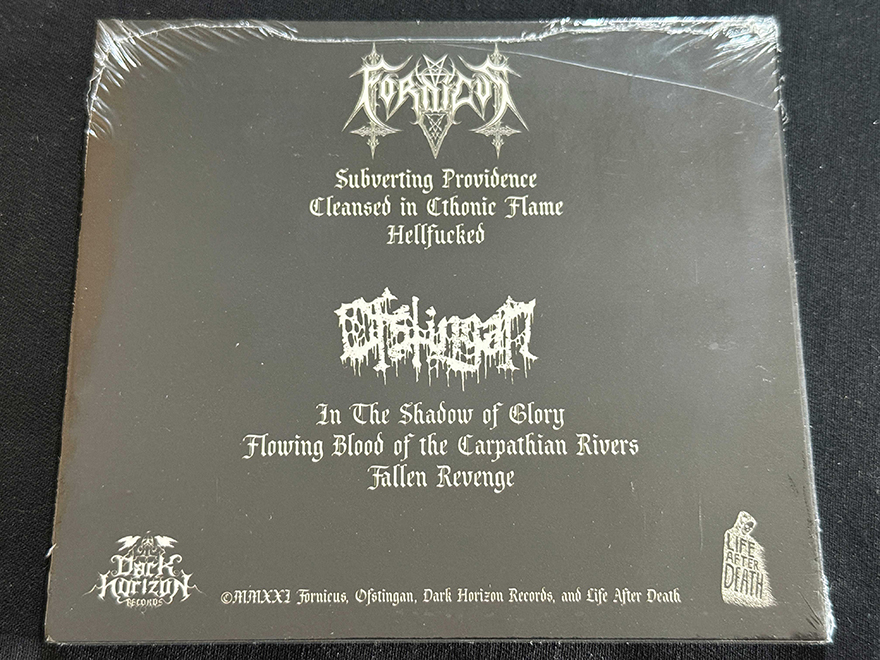 Fornicus
Subverting Providence
Cleansed in Cthonic Flame
Hellfucked
Ofstingan
In The Shadow of Glory
Flowing Blood of the Carpathian Rivers
Fallen Revenge
Dark
Horizon
Records
©MMXXI Fornicus, Ofstingan, Dark Horizon Records, and Life After Death
LIFE
AFTER
DEATH